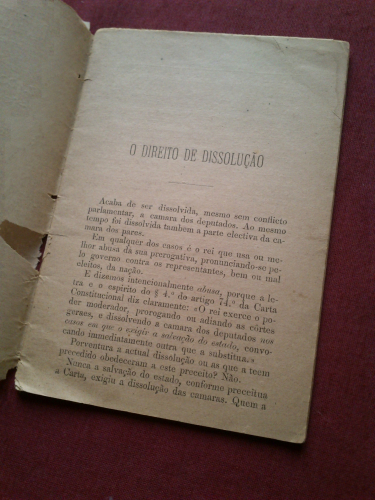 O DIREITO DE DISSOLUÇÃO
Acaba de ser dissolvida, mesmo sem conflicto
parlamentar, a camara dos deputados. Ao mesmo
tempo foi dissolvida tambem a parte electiva da ca-
mara dos pares.
Em qualquer dos casos é o rei que usa ou me-
lhor abusa da sua prerogativa, pronunciando-se pelo
governo contra os representantes, bem ou mal
eleitos, da nação.
E dizemos intencionalmente abusa, porque a le-
tra e o espirito do § 4.º do artigo 74.º da Carta
Constitucional diz claramente: «O rei exerce o po-
der moderador, prorogando ou adiando as côrtes
geraes, e dissolvendo a camara dos deputados nos
casos em que o exigir a salvação do estado, convo-
cando immediatamente outra que a substitua.»
Porventura a actual dissolução ou as que a teem
precedido obedeceram a este preceito? Não.
Nunca a salvação do estado, conforme preceitua
a Carta, exigiu a dissolução das camaras. Quem a